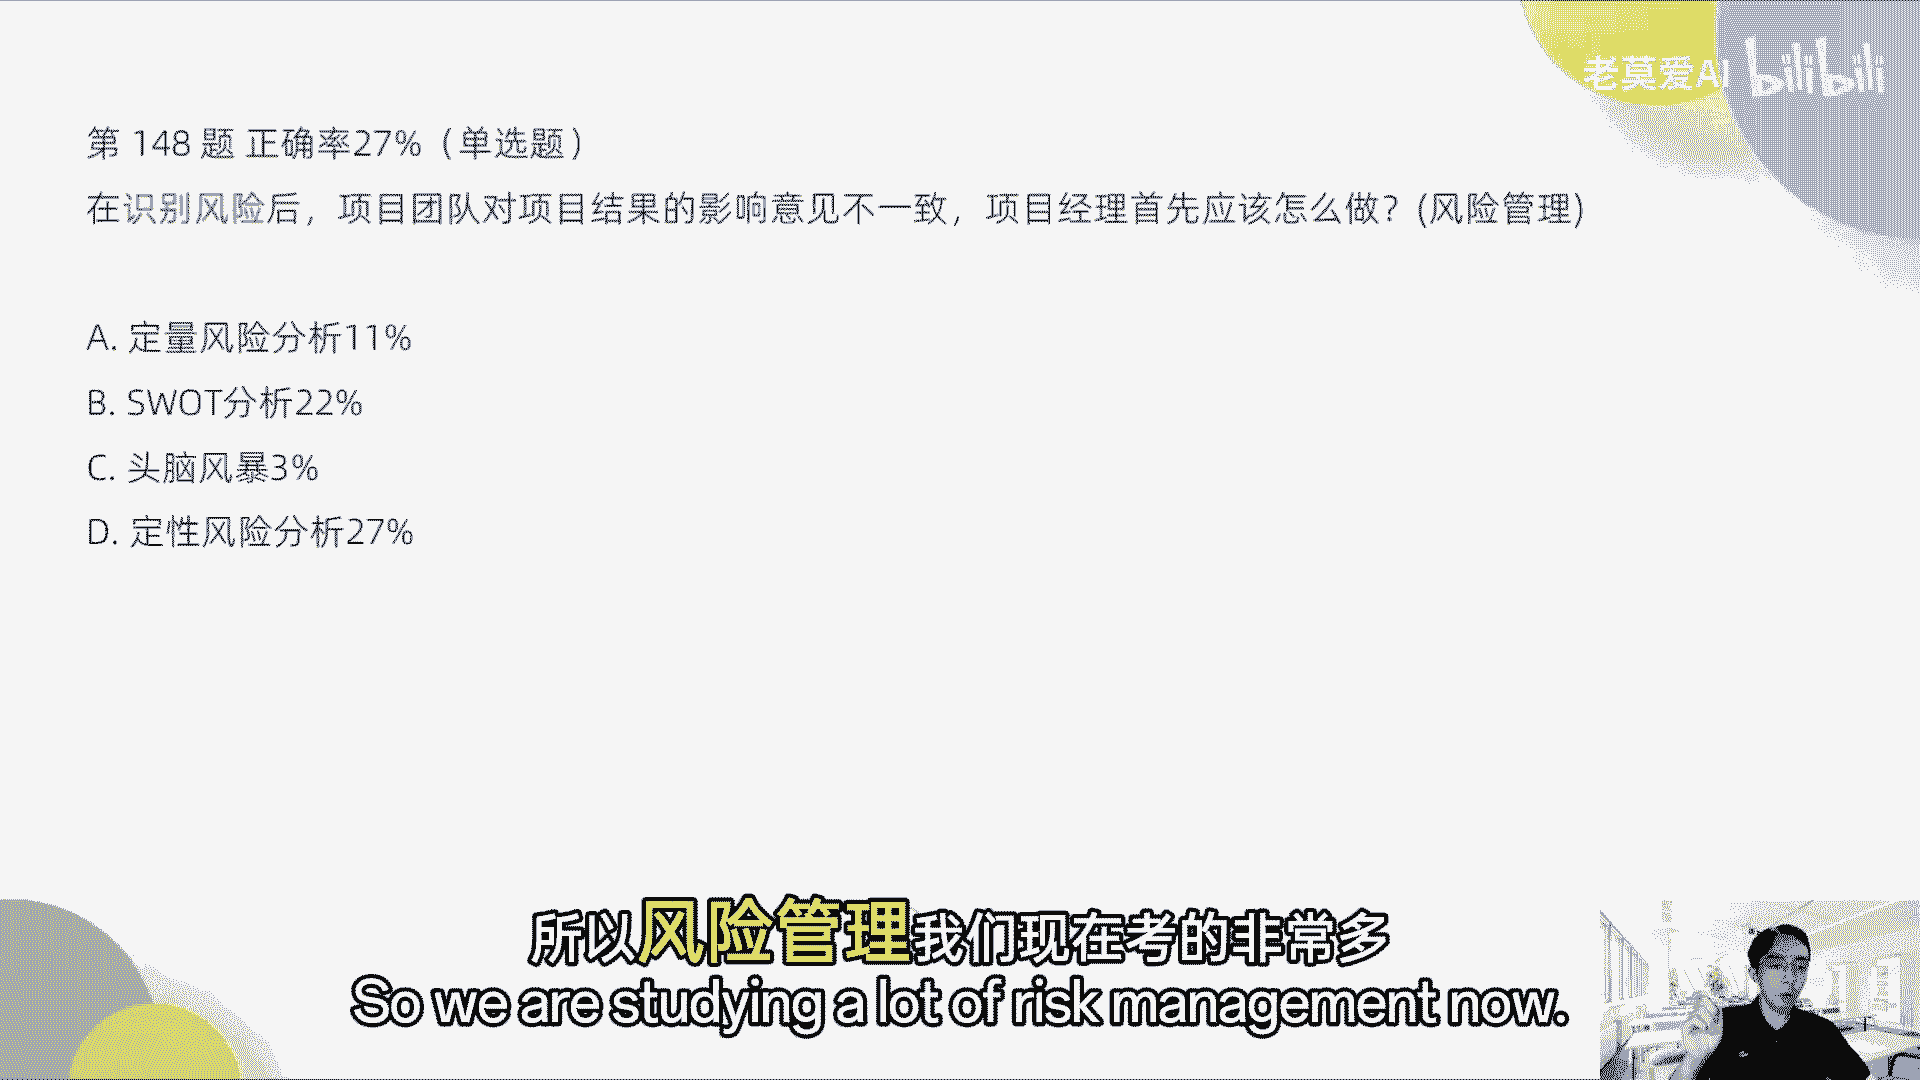 老莫爱AI bilibili
第 148 题 正确率27%（单选题）
在识别风险后，项目团队对项目结果的影响意见不一致，项目经理首先应该怎么做？(风险管理)
A. 定量风险分析11%
B. SWOT分析22%
C. 头脑风暴3%
D. 定性风险分析27%
所以风险管理我们现在考的非常多
So we are studying a lot of risk management now.